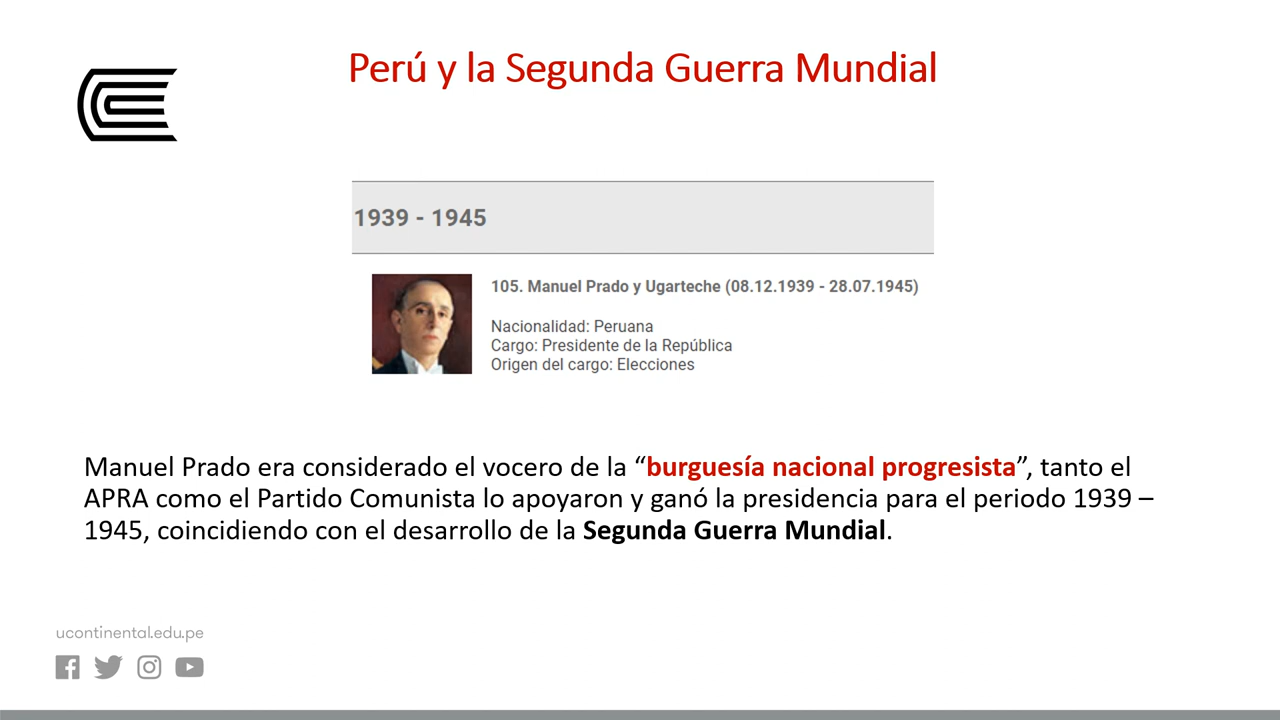 Perú y la Segunda Guerra Mundial
1939 - 1945
105. Manuel Prado y Ugarteche (08.12.1939 - 28.07.1945)
Nacionalidad: Peruana
Cargo: Presidente de la República
Origen del cargo: Elecciones
Manuel Prado era considerado el vocero de la “burguesía nacional progresista”, tanto el
APRA como el Partido Comunista lo apoyaron y ganó la presidencia para el periodo 1939 –
1945, coincidiendo con el desarrollo de la Segunda Guerra Mundial.
ucontinental.edu.pe